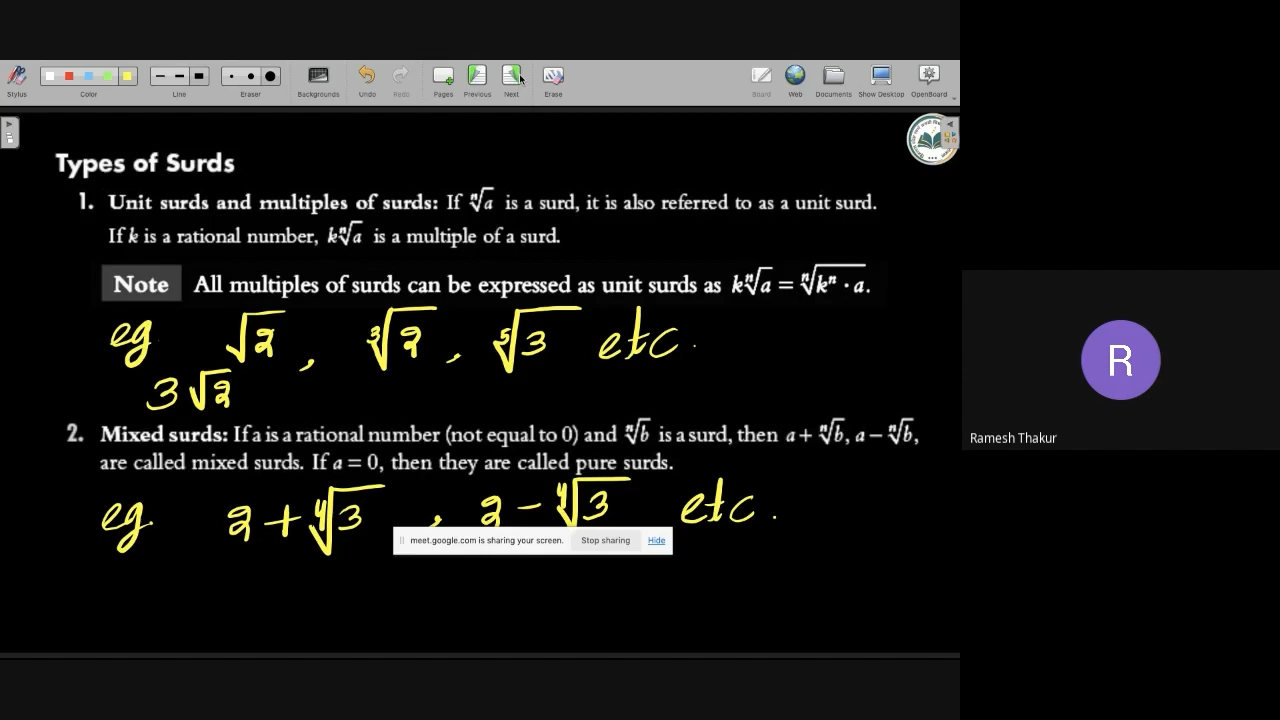 Stylus Color Line Eraser Backgrounds Undo Redo Pages Previous Next Erase Board Web Documents Show Desktop OpenBoard
Types of Surds
1. Unit surds and multiples of surds: If ⁿ√a is a surd, it is also referred to as a unit surd.
If k is a rational number, kⁿ√a is a multiple of a surd.
Note All multiples of surds can be expressed as unit surds as kⁿ√a = ⁿ√(kⁿ · a).
eg √2 , ³√2 , ⁵√3 etc.
3√2
2. Mixed surds: If a is a rational number (not equal to 0) and ⁿ√b is a surd, then a + ⁿ√b, a − ⁿ√b,
are called mixed surds. If a = 0, then they are called pure surds.
eg. 2 + ⁴√3 , 2 − ⁴√3 etc.
meet.google.com is sharing your screen. Stop sharing Hide
R
Ramesh Thakur